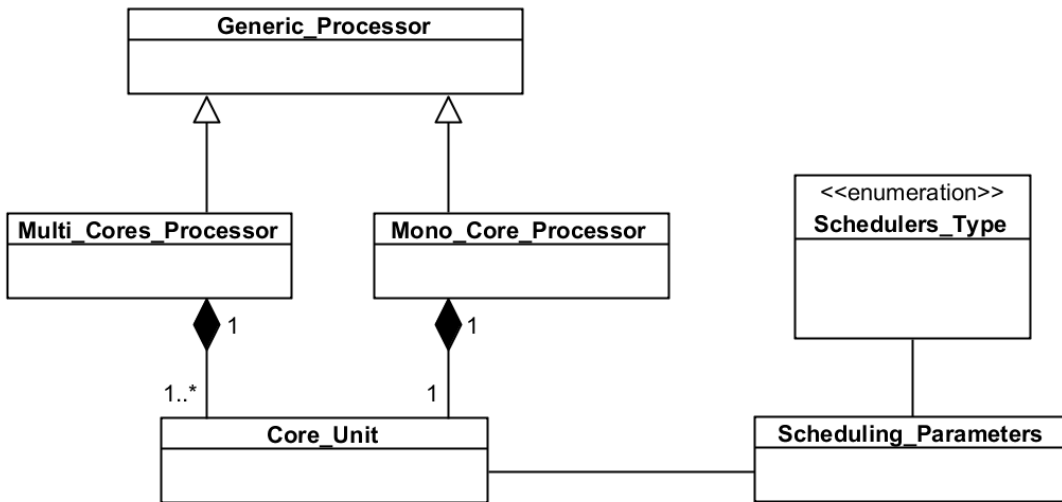 Generic_Processor
<<enumeration>>
Schedulers_Type
Multi_Cores_Processor
Mono_Core_Processor
1
1
1..*
1
Core_Unit
Scheduling_Parameters